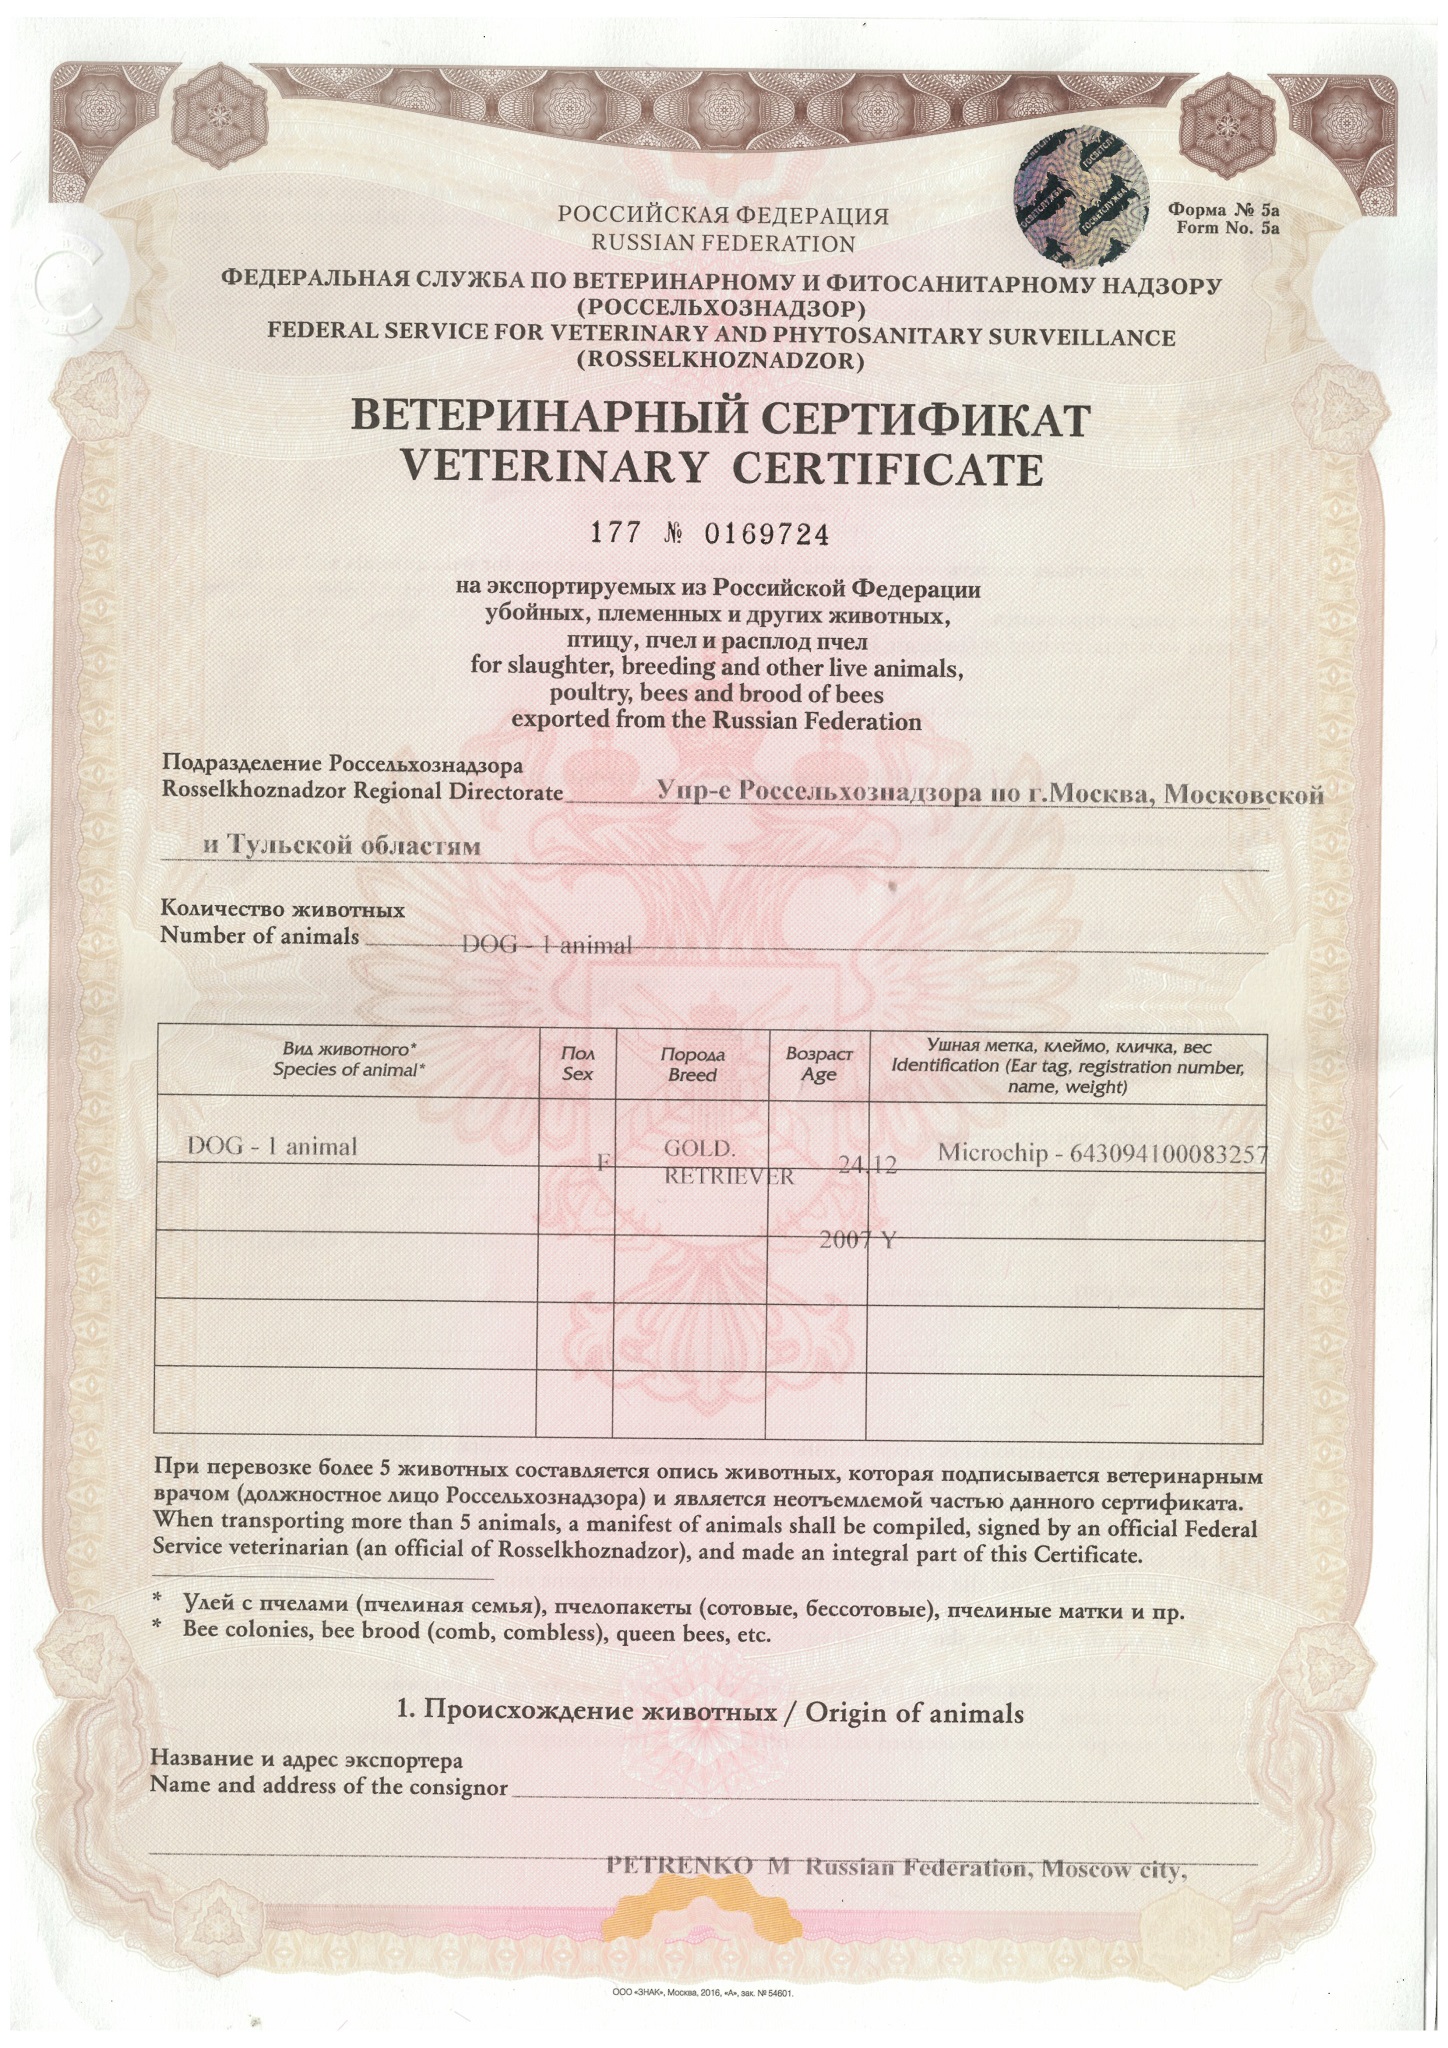 РОССИЙСКАЯ ФЕДЕРАЦИЯ
RUSSIAN FEDERATION
Форма № 5а
Form No. 5a
ФЕДЕРАЛЬНАЯ СЛУЖБА ПО ВЕТЕРИНАРНОМУ И ФИТОСАНИТАРНОМУ НАДЗОРУ
(РОССЕЛЬХОЗНАДЗОР)
FEDERAL SERVICE FOR VETERINARY AND PHYTOSANITARY SURVEILLANCE
(ROSSELKHOZNADZOR)
ВЕТЕРИНАРНЫЙ СЕРТИФИКАТ
VETERINARY CERTIFICATE
177 № 0169724
на экспортируемых из Российской Федерации
убойных, племенных и других животных,
птицу, пчел и расплод пчел
for slaughter, breeding and other live animals,
poultry, bees and brood of bees
exported from the Russian Federation
Подразделение Россельхознадзора
Rosselkhoznadzor Regional Directorate Упр-е Россельхознадзора по г.Москва, Московской
и Тульской областям
Количество животных
Number of animals DOG - 1 animal
Вид животного* Пол Порода Возраст Ушная метка, клеймо, кличка, вес
Species of animal* Sex Breed Age Identification (Ear tag, registration number,
name, weight)
DOG - 1 animal F GOLD. 24.12 Microchip - 643094100083257
RETRIEVER
2007 Y
При перевозке более 5 животных составляется опись животных, которая подписывается ветеринарным
врачом (должностное лицо Россельхознадзора) и является неотъемлемой частью данного сертификата.
When transporting more than 5 animals, a manifest of animals shall be compiled, signed by an official Federal
Service veterinarian (an official of Rosselkhoznadzor), and made an integral part of this Certificate.
* Улей с пчелами (пчелиная семья), пчелопакеты (сотовые, бессотовые), пчелиные матки и пр.
* Bee colonies, bee brood (comb, combless), queen bees, etc.
1. Происхождение животных / Origin of animals
Название и адрес экспортера
Name and address of the consignor
PETRENKO M Russian Federation, Moscow city,
ООО «ЗНАК», Москва, 2016, «А», зак. № 54601.